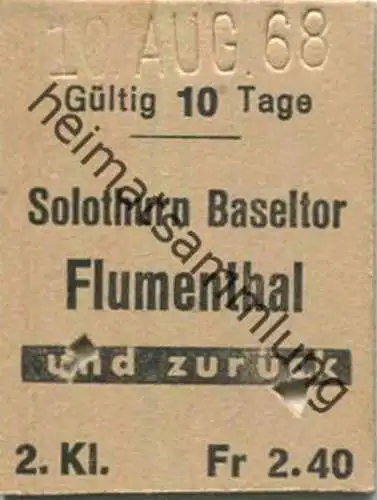 10. AUG. 68
Gültig 10 Tage
Solothurn Baseltor
Flumenthal
und zurück
2. Kl. Fr 2.40
heimatsammlung